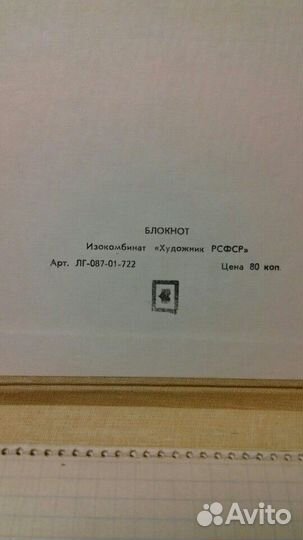 БЛОКНОТ
Изокомбинат «Художник РСФСР»
Арт. ЛГ-087-01-722 Цена 80 коп.
Avito